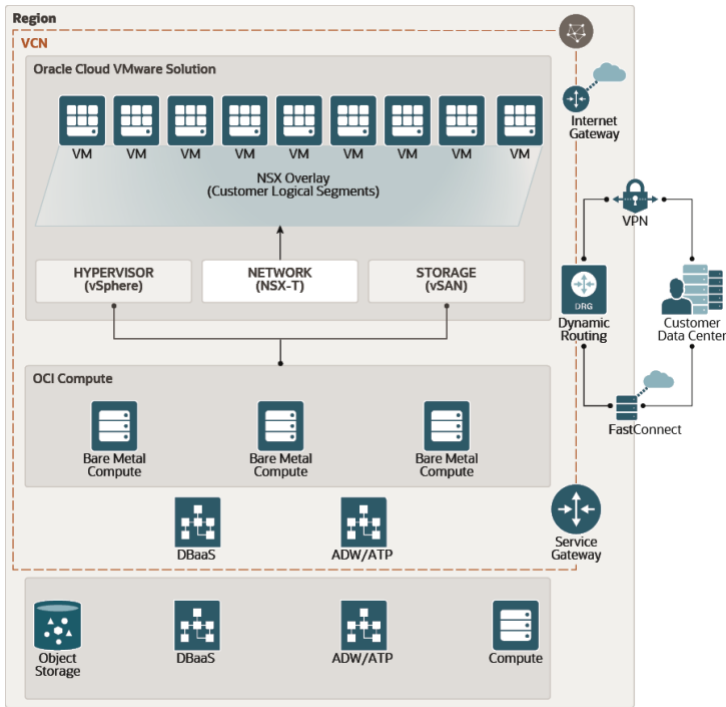 Region
VCN
Oracle Cloud VMware Solution
VM
VM
VM
VM
VM
VM
VM
VM
VM
NSX Overlay
(Customer Logical Segments)
HYPERVISOR
(vSphere)
NETWORK
(NSX-T)
STORAGE
(vSAN)
Internet
Gateway
VPN
DRG
Dynamic
Routing
Customer
Data Center
FastConnect
OCI Compute
Bare Metal
Compute
Bare Metal
Compute
Bare Metal
Compute
DBaaS
ADW/ATP
Service
Gateway
Object
Storage
DBaaS
ADW/ATP
Compute